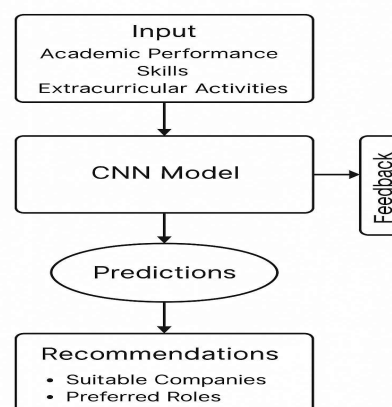 Input
Academic Performance
Skills
Extracurricular Activities
CNN Model
Feedback
Predictions
Recommendations
• Suitable Companies
• Preferred Roles